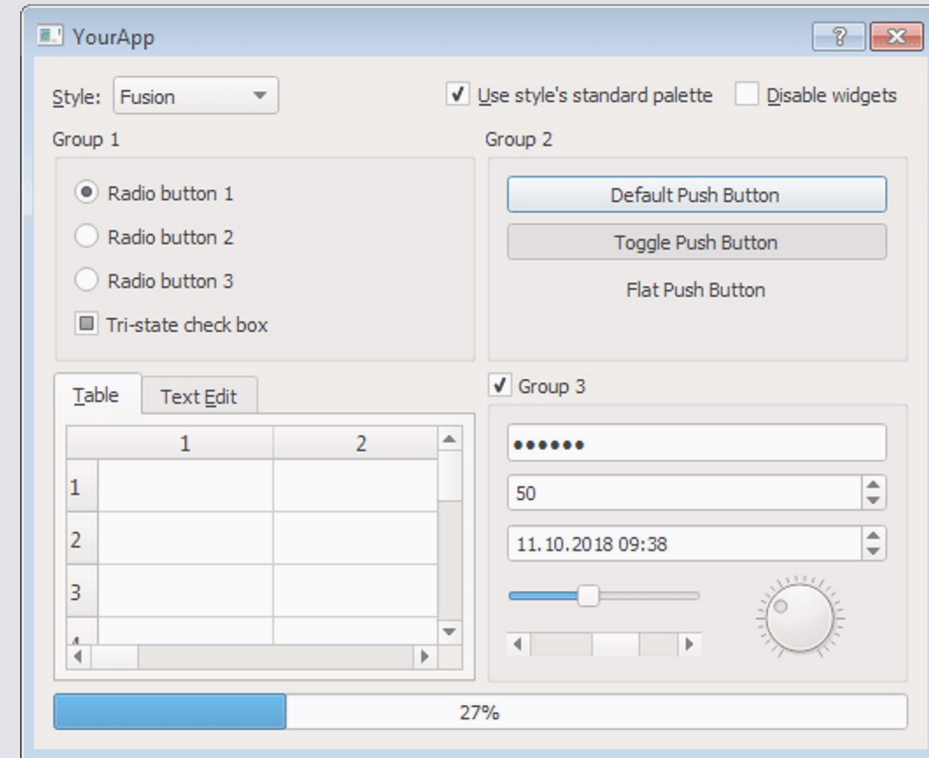 YourApp
Style: Fusion Use style's standard palette Disable widgets
Group 1
Radio button 1
Radio button 2
Radio button 3
Tri-state check box
Group 2
Default Push Button
Toggle Push Button
Flat Push Button
Table Text Edit
1 2
1
2
3
4
Group 3
••••••
50
11.10.2018 09:38
27%